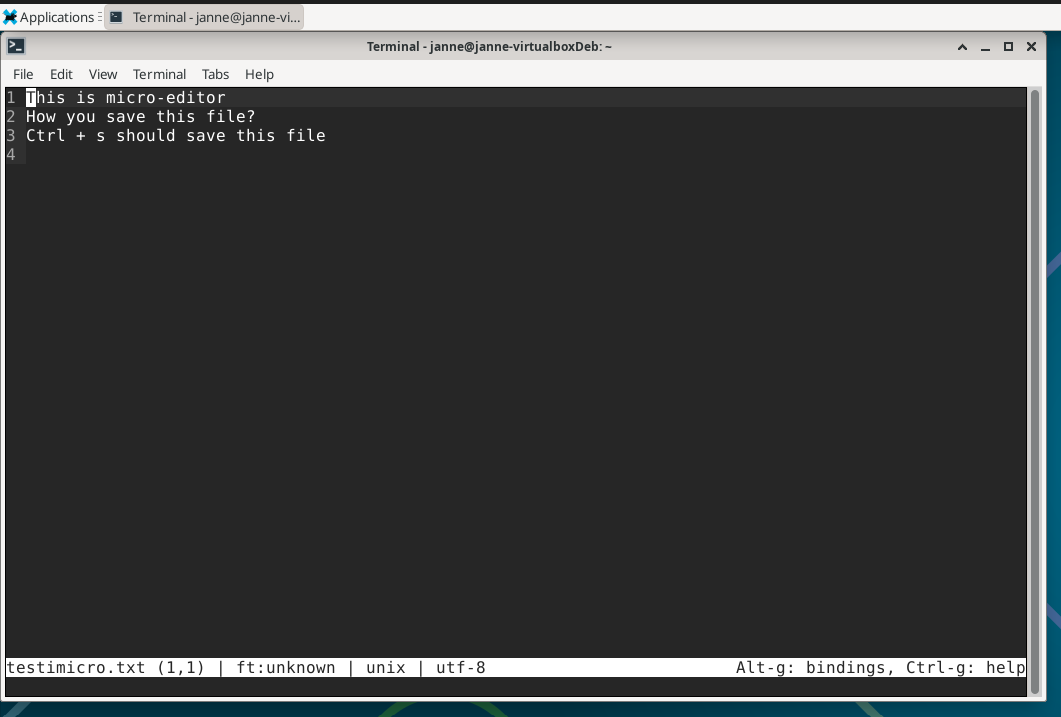 Applications Terminal - janne@janne-vi...
Terminal - janne@janne-virtualboxDeb: ~
File Edit View Terminal Tabs Help
1 This is micro-editor
2 How you save this file?
3 Ctrl + s should save this file
4
testimicro.txt (1,1) | ft:unknown | unix | utf-8 Alt-g: bindings, Ctrl-g: help